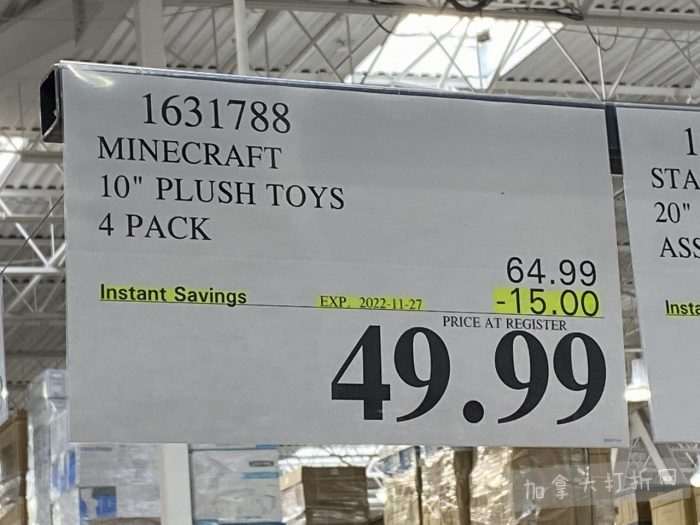 1631788
MINECRAFT
10" PLUSH TOYS
4 PACK
64.99
Instant Savings EXP. 2022-11-27 -15.00
PRICE AT REGISTER
49.99
1
STA
20"
ASS
Insta
加拿大打折网